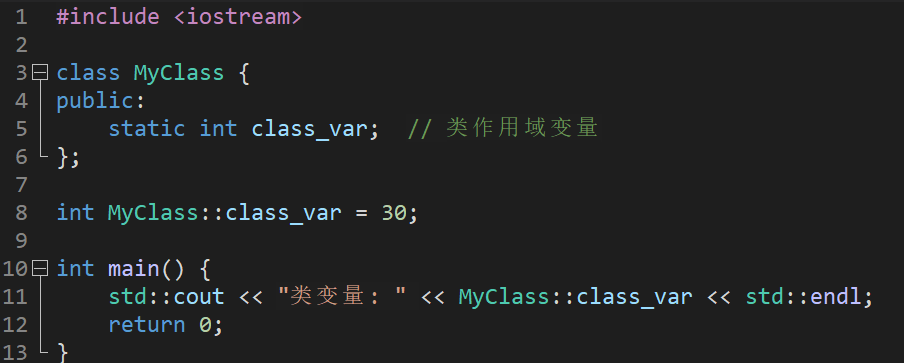 1 #include <iostream>
2
3 class MyClass {
4 public:
5     static int class_var;  // 类作用域变量
6 };
7
8 int MyClass::class_var = 30;
9
10 int main() {
11     std::cout << "类变量: " << MyClass::class_var << std::endl;
12     return 0;
13 }